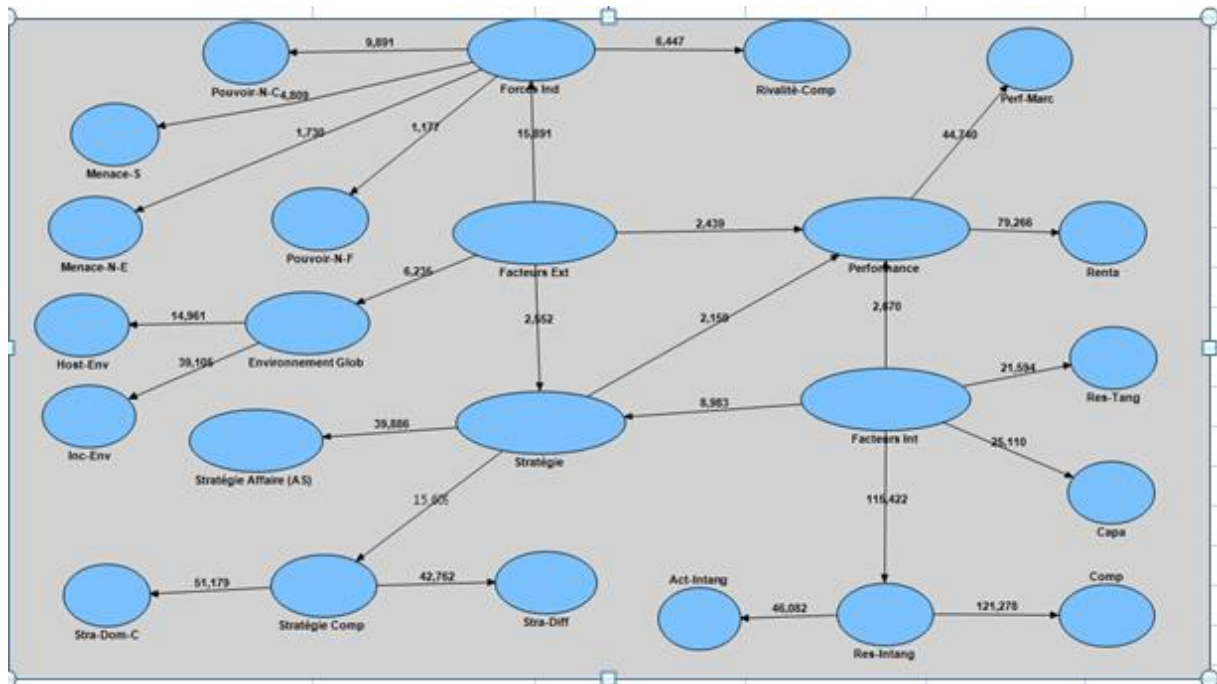 9,891
6,447
Pouvoir-N-C
4,809
Forces Ind
Rivalité-Comp
Perf-Marc
1,730
1,177
15,891
44,740
Menace-S
2,439
79,266
Menace-N-E
Pouvoir-N-F
Facteurs Ext
Performance
Renta
6,235
14,961
2,552
2,159
2,670
Host-Env
Environnement Glob
39,105
21,594
Res-Tang
39,886
8,983
Facteurs Int
25,110
Inc-Env
Stratégie Affaire (AS)
Stratégie
15,609
115,422
Capa
51,179
42,762
Act-Intang
Comp
46,082
121,278
Stra-Dom-C
Stratégie Comp
Stra-Diff
Res-Intang